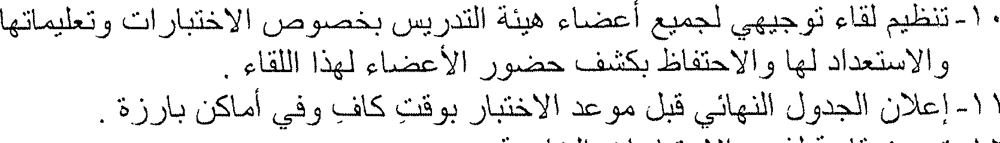 ١٠- تنظيم لقاء توجيهي لجميع أعضاء هيئة التدريس بخصوص الاختبارات وتعليماتها
والاستعداد لها والاحتفاظ بكشف حضور الأعضاء لهذا اللقاء .
١١- إعلان الجدول النهائي قبل موعد الاختبار بوقتِ كافِ وفي أماكن بارزة .